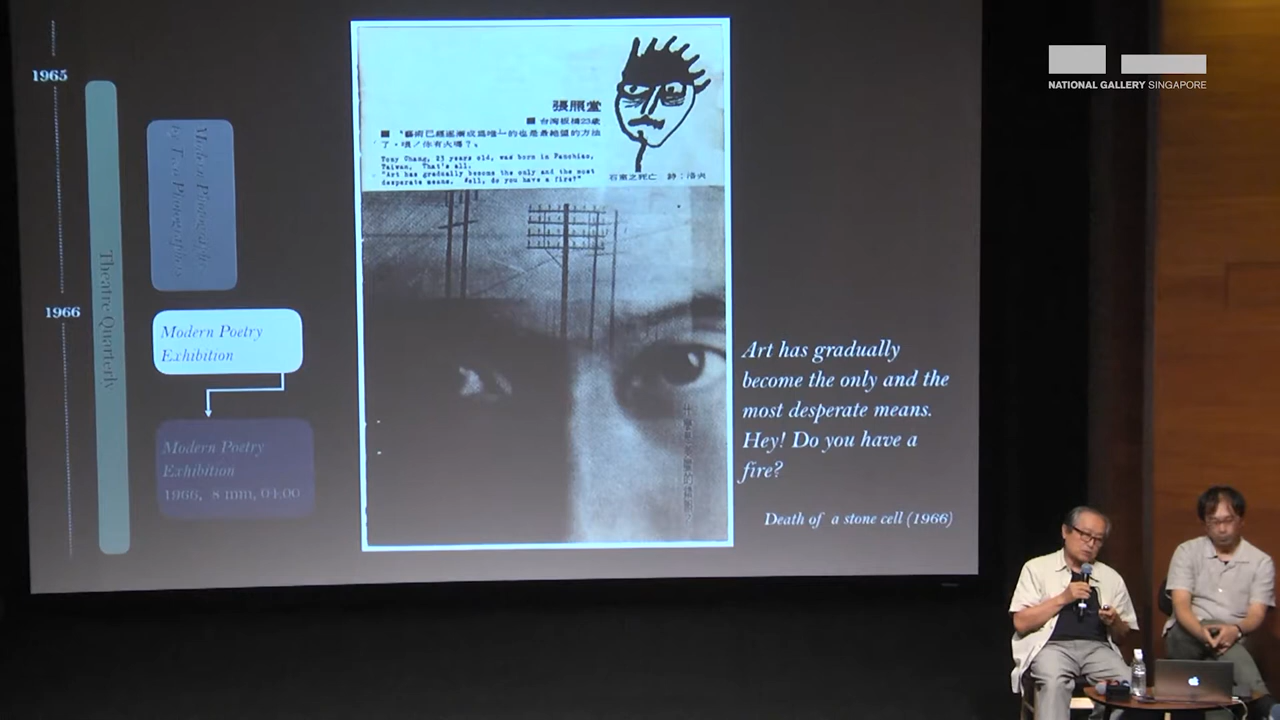 1965
1966
Theatre Quarterly
Modern Photography
by Two Photographers
Modern Poetry
Exhibition
Modern Poetry
Exhibition
1966, 8 mm, 04:00
張照堂
■ 台灣板橋23歲
■ 〝藝術已經逐漸成爲唯一的也是最絕望的方法
了。你有火嗎?〞
Tony Chang, 23 years old, was born in Panchiao,
Taiwan. That's all.
"Art has gradually become the only and the most
desperate means. do you have a fire?"
石室之死亡 詩:洛夫
Art has gradually
become the only and the
most desperate means.
Hey! Do you have a
fire?
Death of a stone cell (1966)
NATIONAL GALLERY SINGAPORE